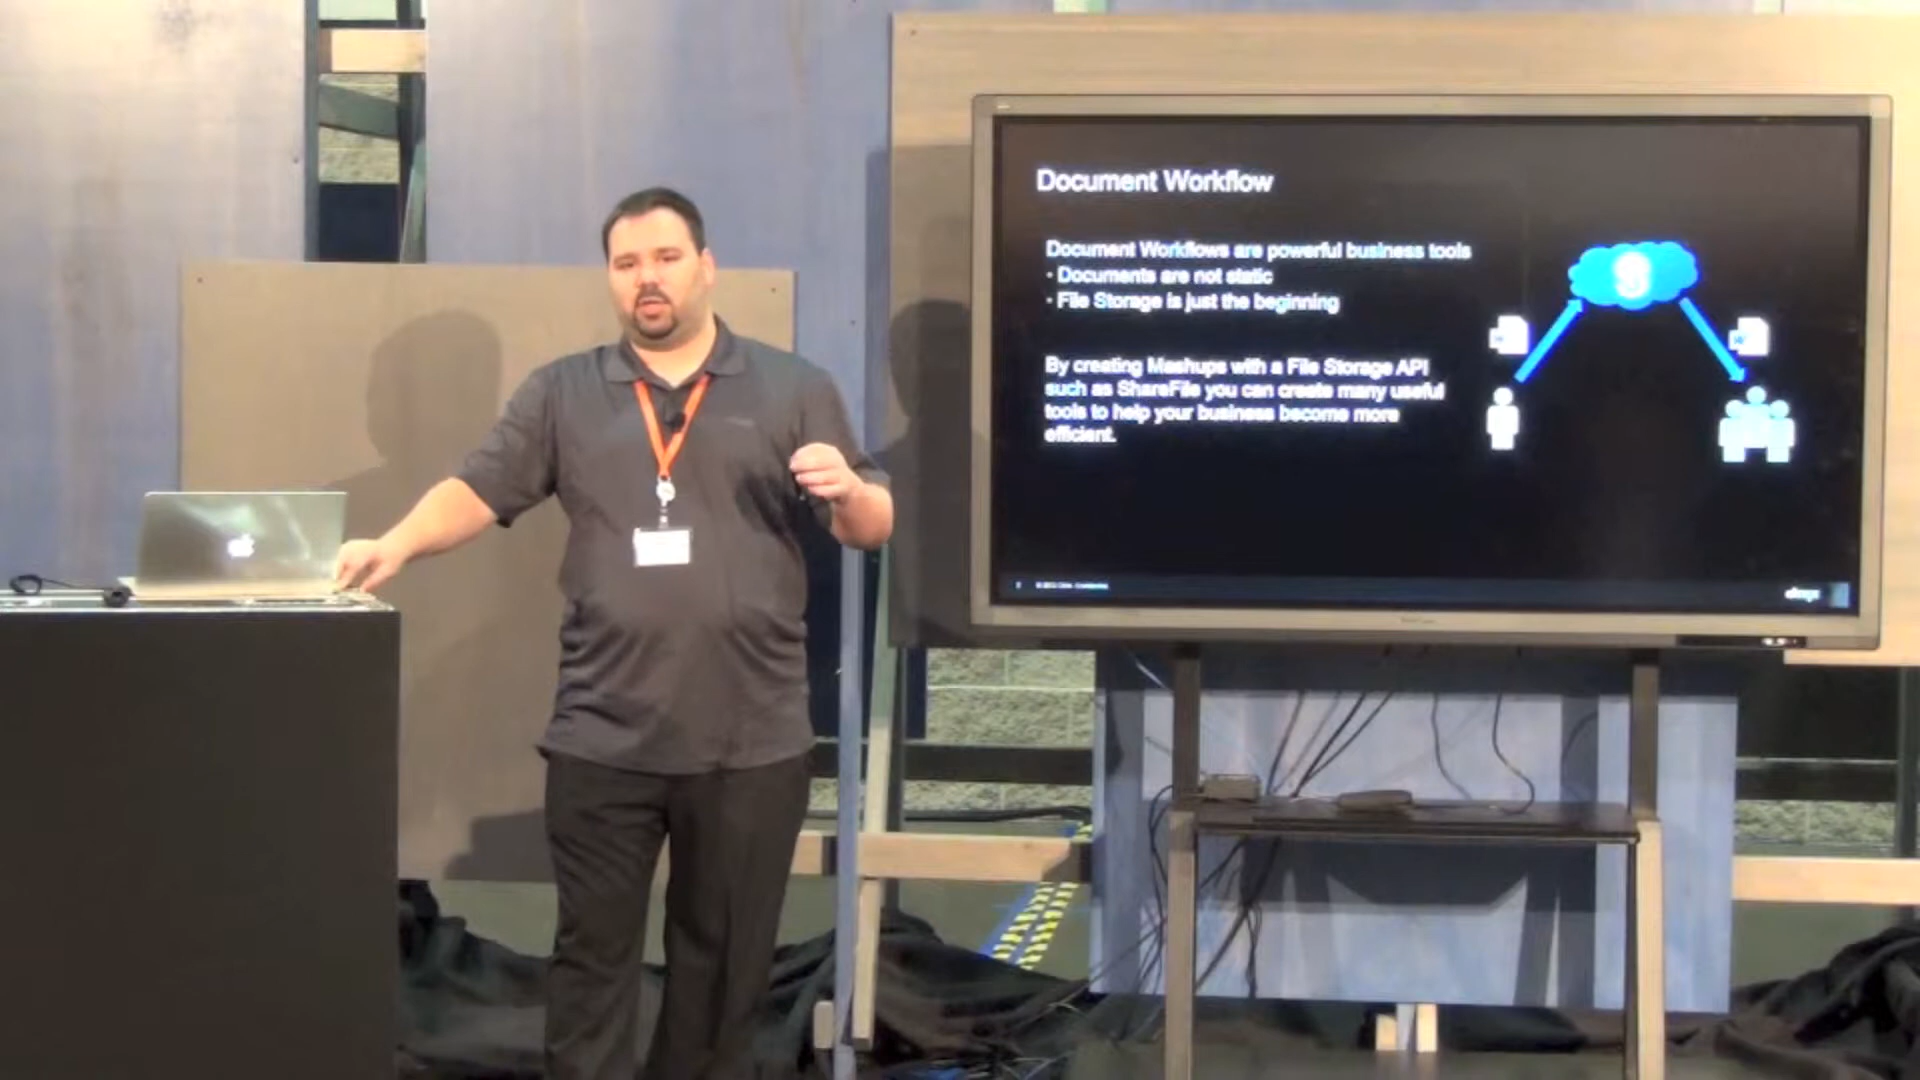 Document Workflow
Document Workflows are powerful business tools
· Documents are not static
· File Storage is just the beginning
By creating Mashups with a File Storage API
such as ShareFile you can create many useful
tools to help your business become more
efficient.
citrix